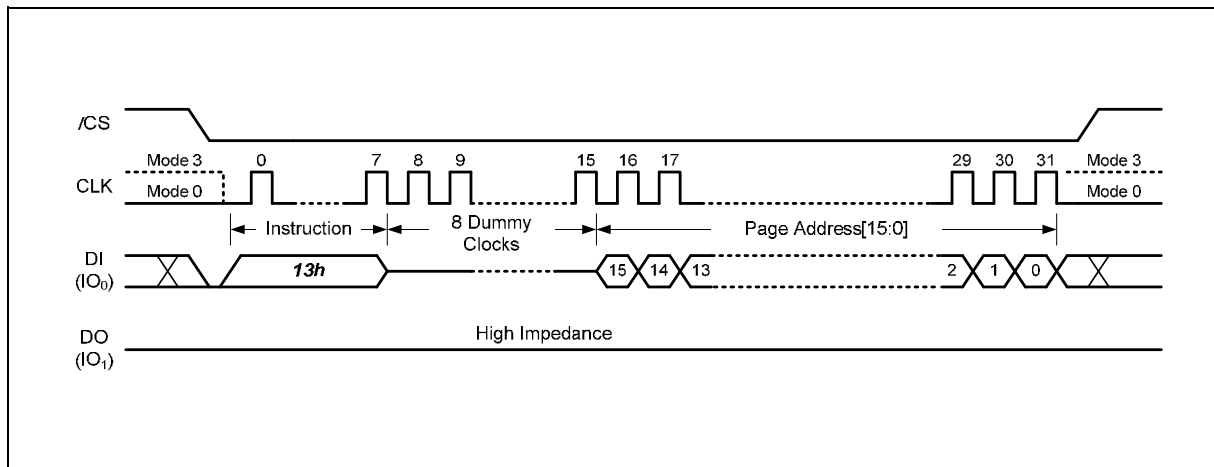 /CS
Mode 3 0 7 8 9 15 16 17 29 30 31 Mode 3
CLK
Mode 0 Mode 0
Instruction 8 Dummy Clocks Page Address[15:0]
DI
(IO₀)
13h 15 14 13 2 1 0
DO
(IO₁)
High Impedance